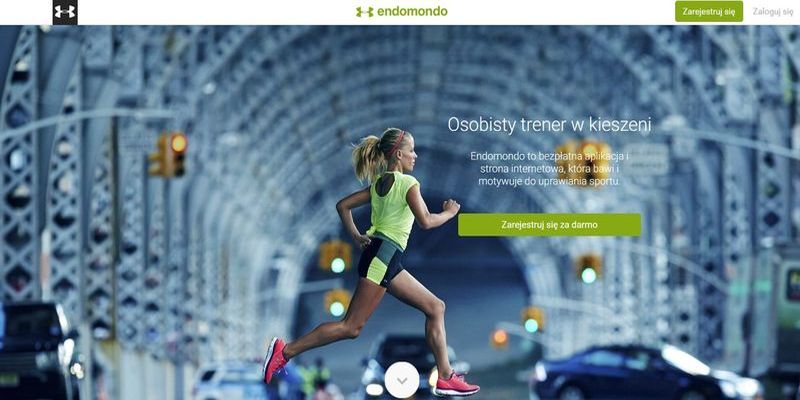 endomondo
Zarejestruj się
Zaloguj się
Osobisty trener w kieszeni
Endomondo to bezpłatna aplikacja i
strona internetowa, która bawi i
motywuje do uprawiania sportu.
Zarejestruj się za darmo